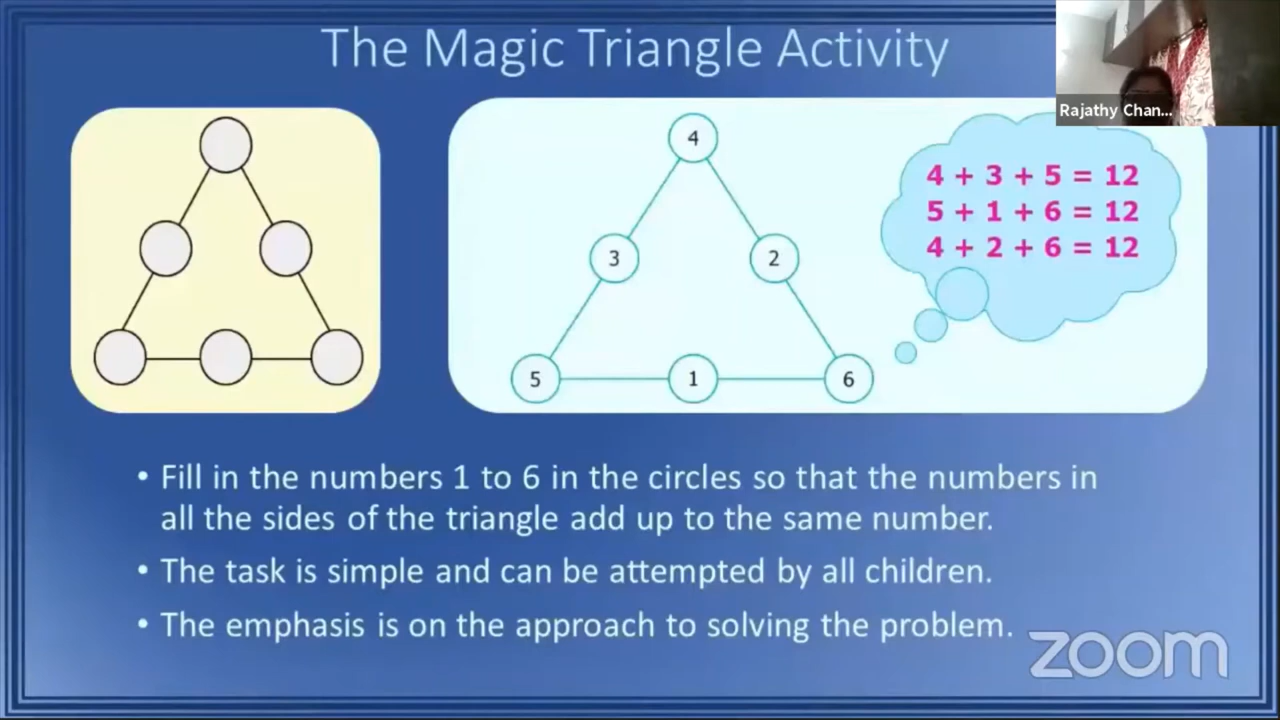 The Magic Triangle Activity
Rajathy Chan...
4
3
2
5
1
6
4 + 3 + 5 = 12
5 + 1 + 6 = 12
4 + 2 + 6 = 12
• Fill in the numbers 1 to 6 in the circles so that the numbers in
all the sides of the triangle add up to the same number.
• The task is simple and can be attempted by all children.
• The emphasis is on the approach to solving the problem.
zoom